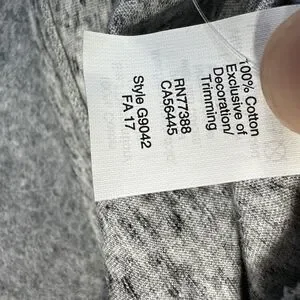 100% Cotton
Exclusive of
Decoration/
Trimming
RN77388
CA56445
Style G9042
FA 17